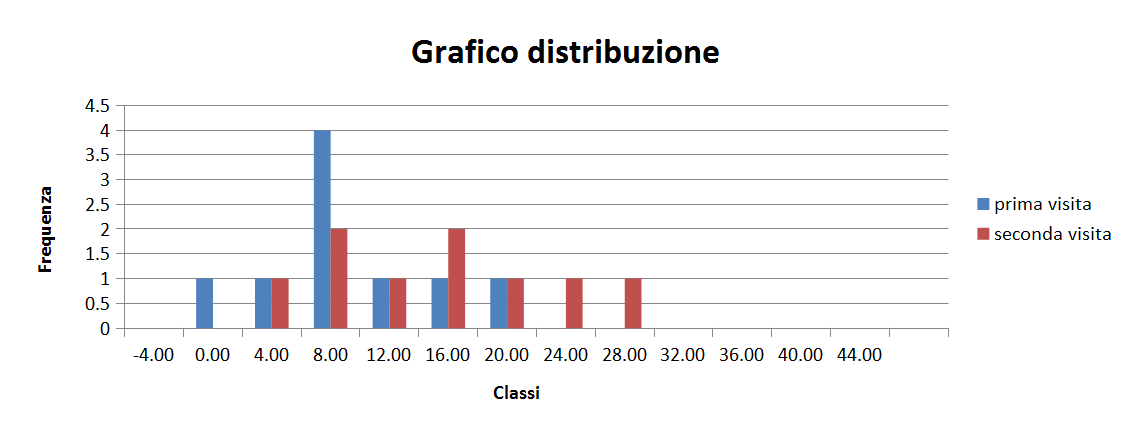 Grafico distribuzione
4.5
4
3.5
3
2.5
2
1.5
1
0.5
0
Frequenza
-4.00 0.00 4.00 8.00 12.00 16.00 20.00 24.00 28.00 32.00 36.00 40.00 44.00
Classi
prima visita
seconda visita